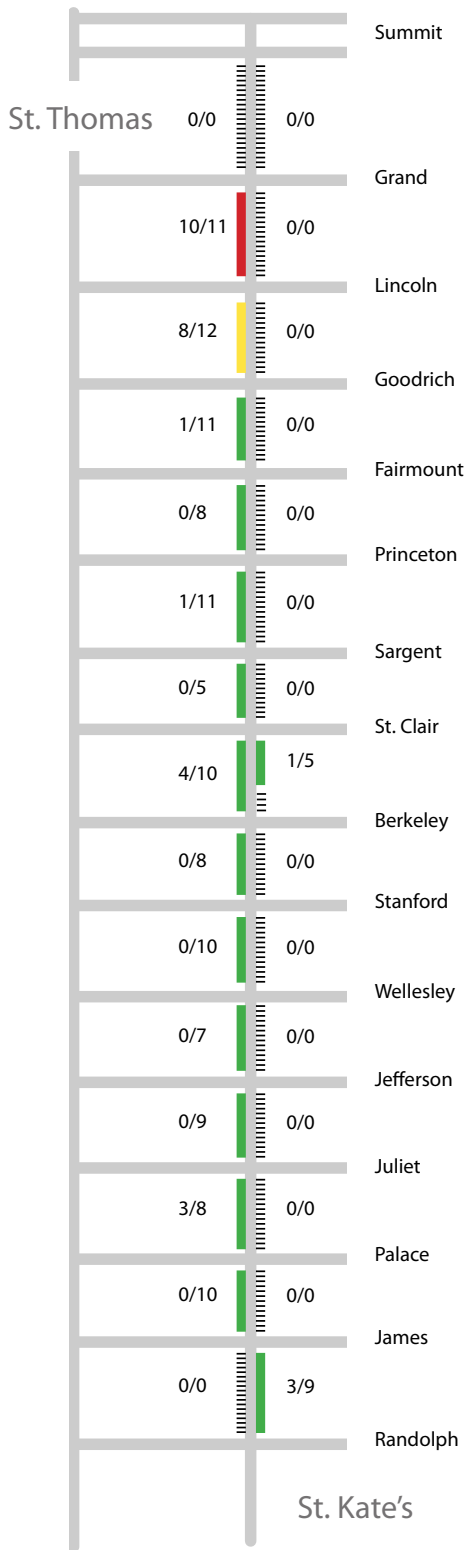 Summit
St. Thomas 0/0 0/0
Grand
10/11 0/0
Lincoln
8/12 0/0
Goodrich
1/11 0/0
Fairmount
0/8 0/0
Princeton
1/11 0/0
Sargent
0/5 0/0
St. Clair
4/10 1/5
Berkeley
0/8 0/0
Stanford
0/10 0/0
Wellesley
0/7 0/0
Jefferson
0/9 0/0
Juliet
3/8 0/0
Palace
0/10 0/0
James
0/0 3/9
Randolph
St. Kate's